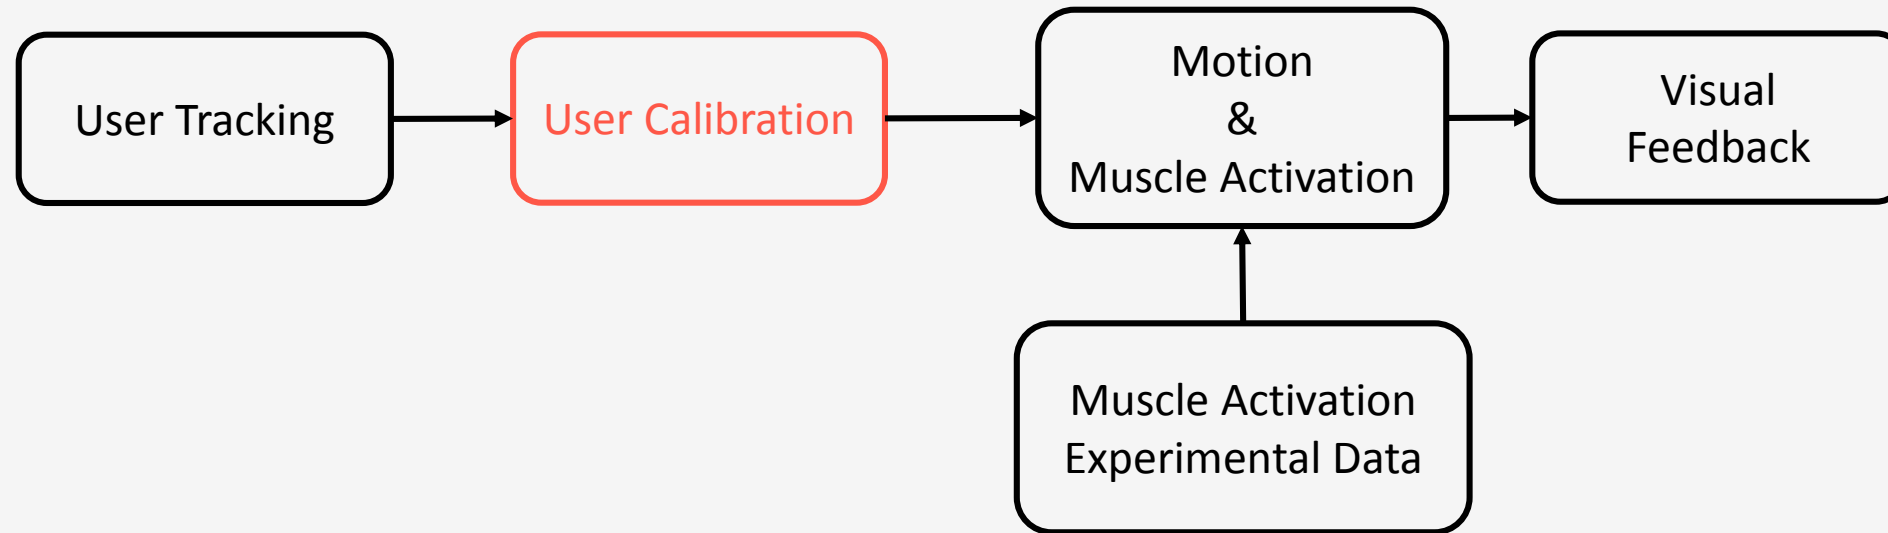 User Tracking
User Calibration
Motion
&
Muscle Activation
Visual
Feedback
Muscle Activation
Experimental Data